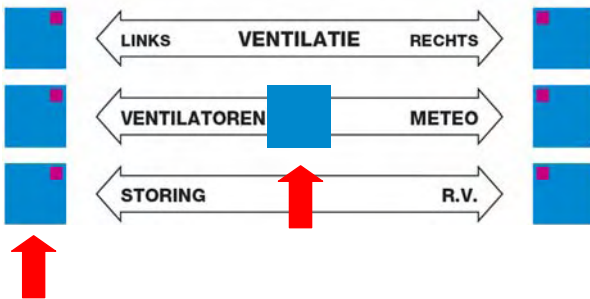 LINKS VENTILATIE RECHTS
VENTILATOREN METEO
STORING R.V.